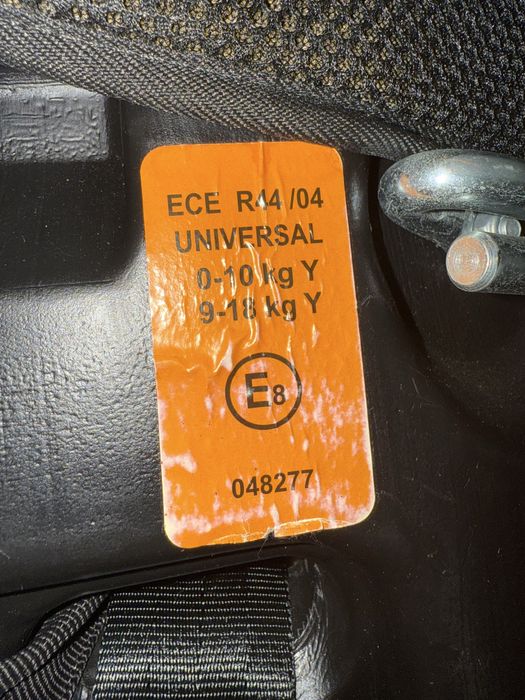 ECE R44 /04
UNIVERSAL
0-10 kg Y
9-18 kg Y
E8
048277